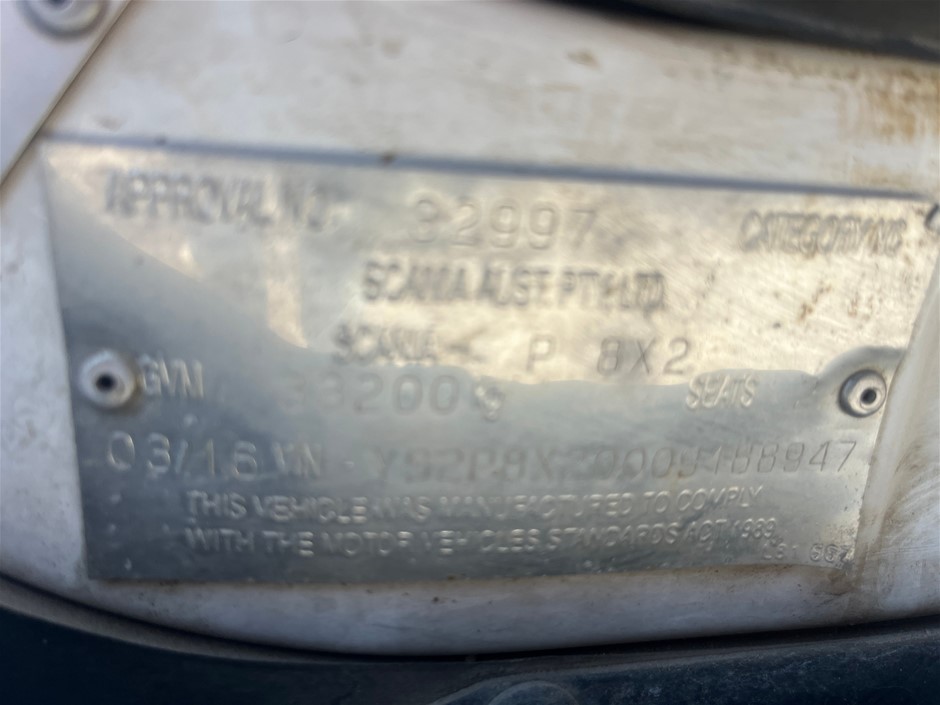 APPROVAL NO. 32997 CATEGORY NC
SCANIA AUST. PTY. LTD.
SCANIA P 8X2
GVM SEATS
03/16 VIN
THIS VEHICLE WAS MANUFACTURED TO COMPLY
WITH THE MOTOR VEHICLES STANDARDS ACT 1989